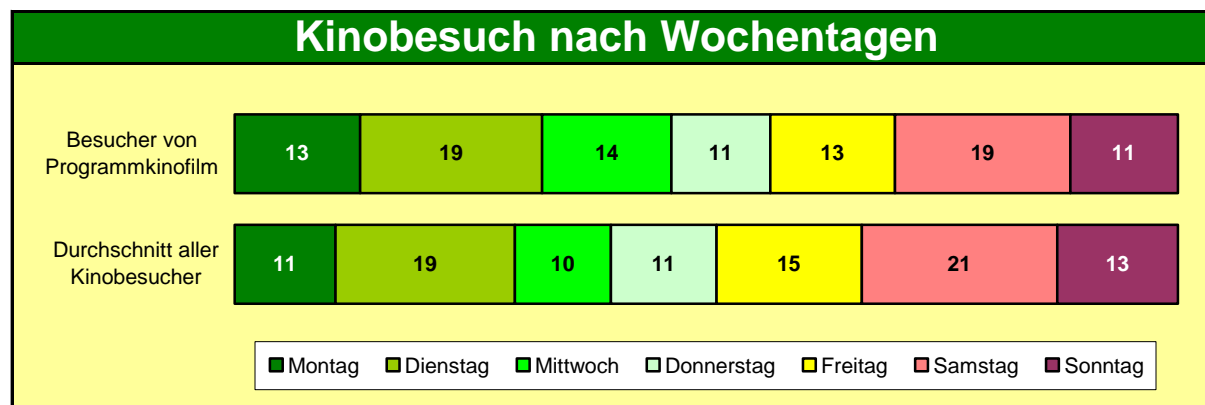 Kinobesuch nach Wochentagen
Besucher von
Programmkinofilm
13 19 14 11 13 19 11
Durchschnitt aller
Kinobesucher
11 19 10 11 15 21 13
Montag Dienstag Mittwoch Donnerstag Freitag Samstag Sonntag